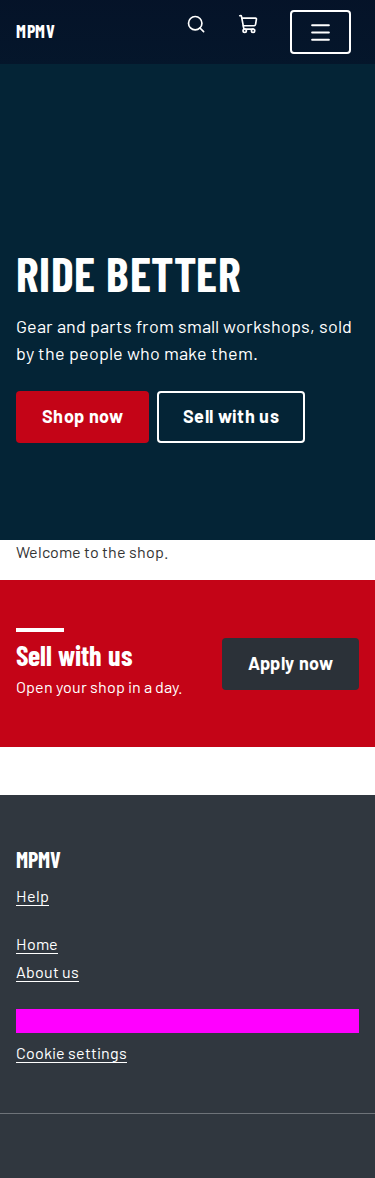 MPMV
RIDE BETTER
Gear and parts from small workshops, sold
by the people who make them.
Shop now
Sell with us
Welcome to the shop.
Sell with us
Open your shop in a day.
Apply now
MPMV
Help
Home
About us
Cookie settings